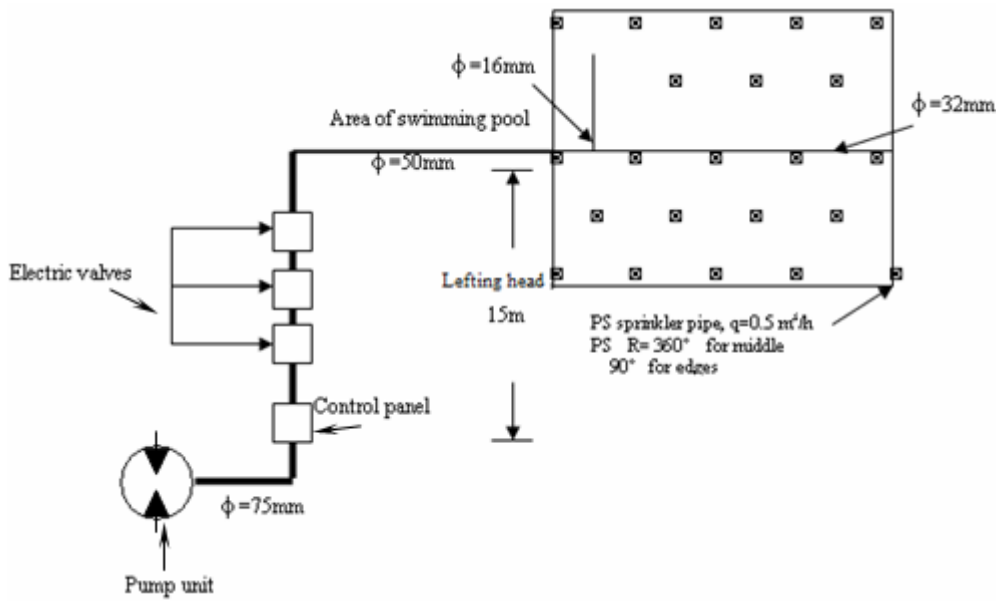 ϕ=16mm
ϕ=32mm
Area of swimming pool
ϕ=50mm
Electric valves
Lefting head
15m
PS sprinkler pipe, q=0.5 m³/h
PS R= 360° for middle
90° for edges
Control panel
ϕ=75mm
Pump unit